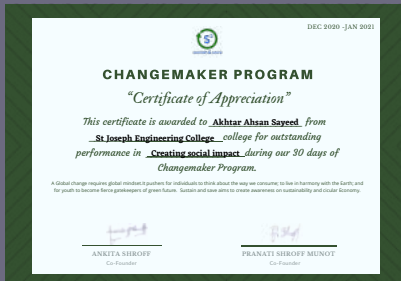 DEC 2020 -JAN 2021
CHANGEMAKER PROGRAM
“Certificate of Appreciation”
This certificate is awarded to Akhtar Ahsan Sayeed from
St Joseph Engineering College college for outstanding
performance in Creating social impact during our 30 days of
Changemaker Program.
A Global change requires global mindset.It pushers for individuals to think about the way we consume; to live in harmony with the Earth; and
for youth to become fierce gatekeepers of green future. Sustain and save aims to create awareness on sustainability and cicular Economy.
ANKITA SHROFF
PRANATI SHROFF MUNOT
Co-Founder
Co-Founder